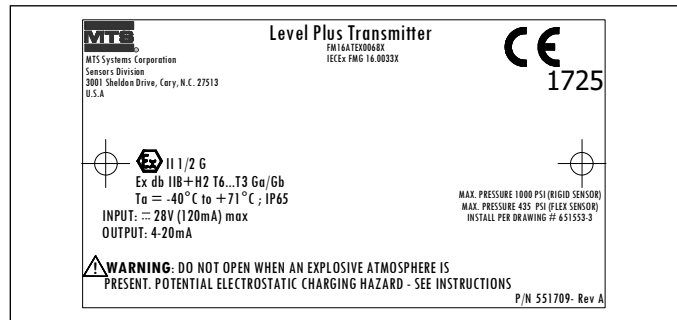 MTS
Level Plus Transmitter
FM16ATEX0068X
IECEx FMG 16.0033X
CE
1725
MTS Systems Corporation
Sensors Division
3001 Sheldon Drive, Cary, N.C. 27513
U.S.A
Ex II 1/2 G
Ex db IIB+H2 T6...T3 Ga/Gb
Ta = -40°C to +71°C ; IP65
INPUT: ⎓ 28V (120mA) max
OUTPUT: 4-20mA
MAX. PRESSURE 1000 PSI (RIGID SENSOR)
MAX. PRESSURE 435 PSI (FLEX SENSOR)
INSTALL PER DRAWING # 651553-3
WARNING: DO NOT OPEN WHEN AN EXPLOSIVE ATMOSPHERE IS
PRESENT. POTENTIAL ELECTROSTATIC CHARGING HAZARD - SEE INSTRUCTIONS
P/N 551709- Rev A